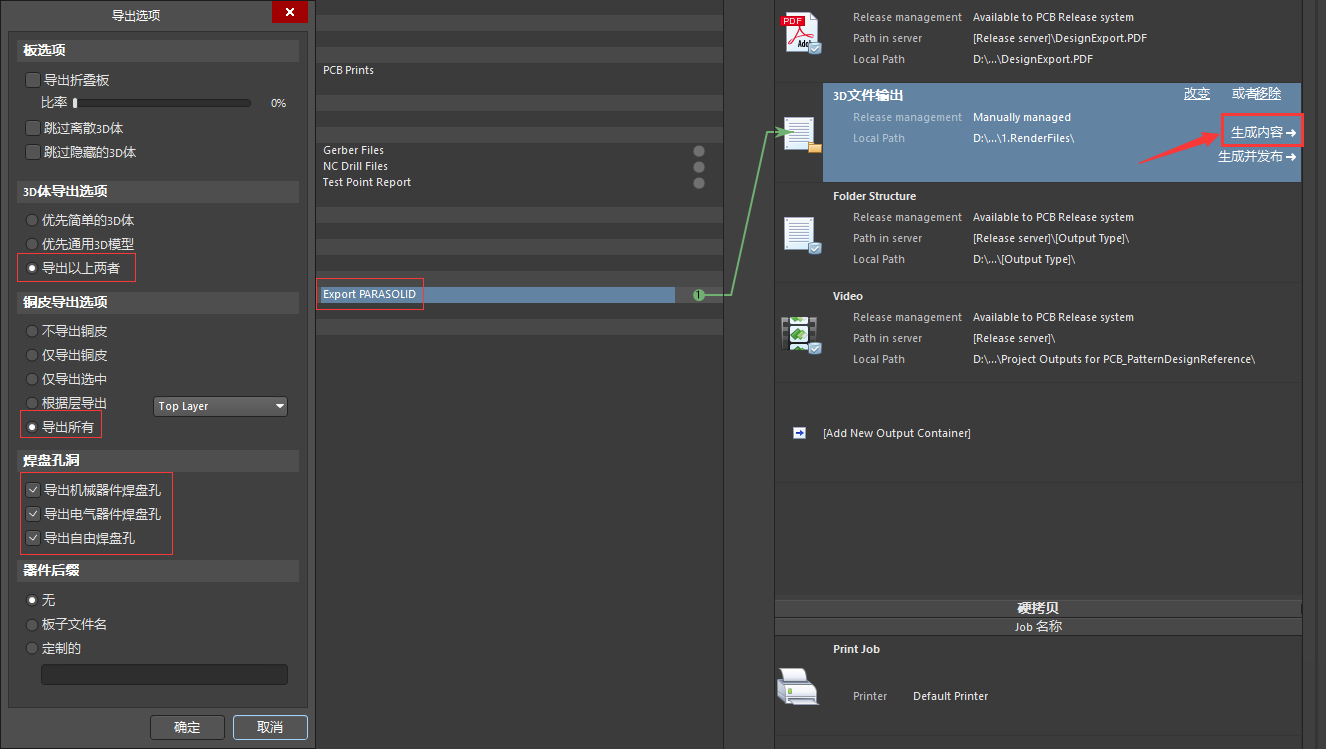 导出选项
板选项
导出折叠板
比率 0%
跳过离散3D体
跳过隐藏的3D体
3D体导出选项
优先简单的3D体
优先通用3D模型
导出以上两者
铜皮导出选项
不导出铜皮
仅导出铜皮
仅导出选中
根据层导出 Top Layer
导出所有
焊盘孔洞
导出机械器件焊盘孔
导出电气器件焊盘孔
导出自由焊盘孔
器件后缀
无
板子文件名
定制的
确定 取消
PCB Prints
Gerber Files
NC Drill Files
Test Point Report
Export PARASOLID 1
PDF
Adob
Release management Available to PCB Release system
Path in server [Release server]\DesignExport.PDF
Local Path D:\...\DesignExport.PDF
3D文件输出 改变 或者移除
Release management Manually managed
生成内容
Local Path D:\...\1.RenderFiles\
生成并发布
Folder Structure
Release management Available to PCB Release system
Path in server [Release server]\[Output Type]\
Local Path D:\...\[Output Type]\
Video
Release management Available to PCB Release system
Path in server [Release server]\
Local Path D:\...\Project Outputs for PCB_PatternDesignReference\
[Add New Output Container]
硬拷贝
Job 名称
Print Job
Printer Default Printer